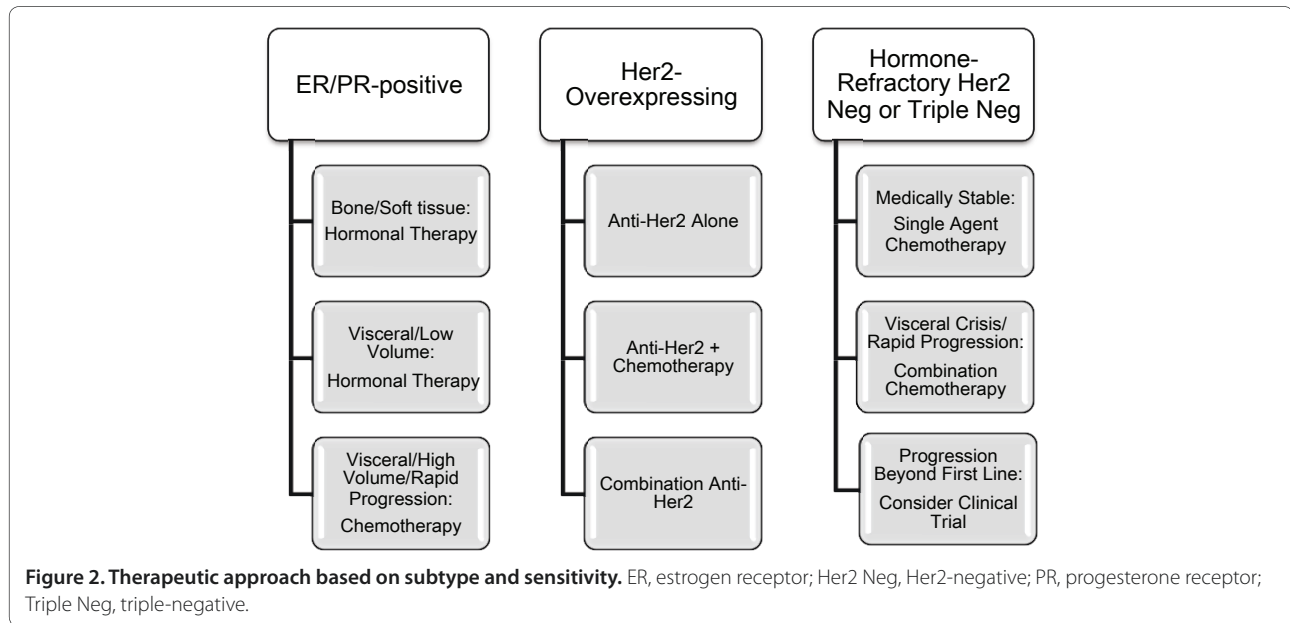 ER/PR-positive
Bone/Soft tissue:
Hormonal Therapy
Visceral/Low
Volume:
Hormonal Therapy
Visceral/High
Volume/Rapid
Progression:
Chemotherapy
Her2-
Overexpressing
Anti-Her2 Alone
Anti-Her2 +
Chemotherapy
Combination Anti-
Her2
Hormone-
Refractory Her2
Neg or Triple Neg
Medically Stable:
Single Agent
Chemotherapy
Visceral Crisis/
Rapid Progression:
Combination
Chemotherapy
Progression
Beyond First Line:
Consider Clinical
Trial
Figure 2. Therapeutic approach based on subtype and sensitivity. ER, estrogen receptor; Her2 Neg, Her2-negative; PR, progesterone receptor;
Triple Neg, triple-negative.